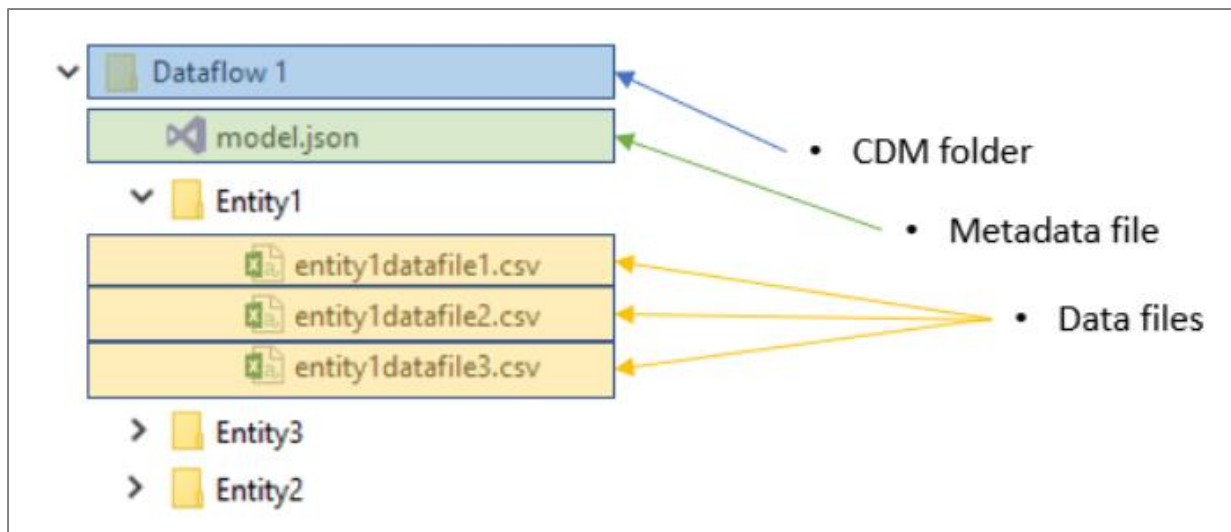 Dataflow 1
model.json
• CDM folder
Entity1
• Metadata file
entity1datafile1.csv
entity1datafile2.csv
• Data files
entity1datafile3.csv
Entity3
Entity2